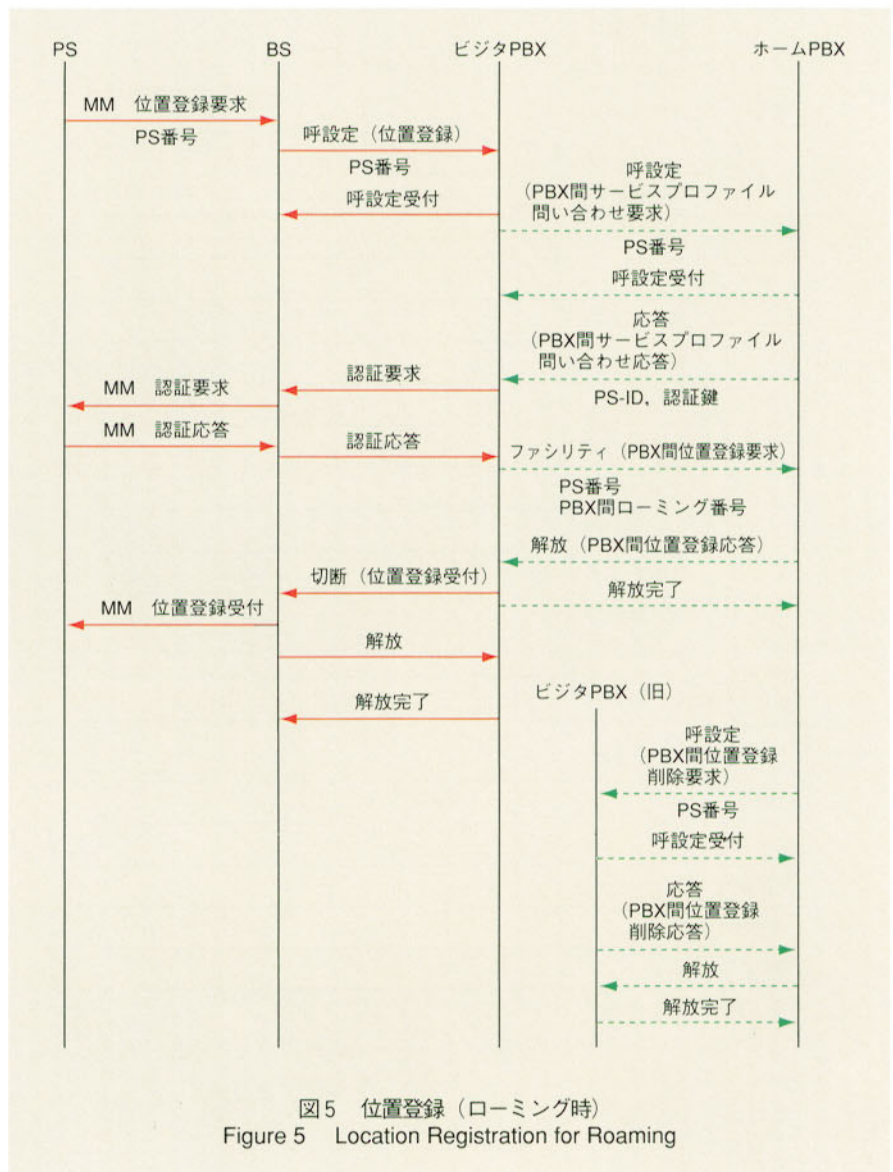 PS BS ビジタPBX ホームPBX
MM 位置登録要求
PS番号
呼設定（位置登録）
PS番号
呼設定受付
呼設定
（PBX間サービスプロファイル
問い合わせ要求）
PS番号
呼設定受付
応答
（PBX間サービスプロファイル
問い合わせ応答）
PS-ID，認証鍵
認証要求
MM 認証要求
MM 認証応答
認証応答
ファシリティ（PBX間位置登録要求）
PS番号
PBX間ローミング番号
解放（PBX間位置登録応答）
切断（位置登録受付）
解放完了
MM 位置登録受付
解放
解放完了
ビジタPBX（旧）
呼設定
（PBX間位置登録
削除要求）
PS番号
呼設定受付
応答
（PBX間位置登録
削除応答）
解放
解放完了
図5 位置登録（ローミング時）
Figure 5 Location Registration for Roaming